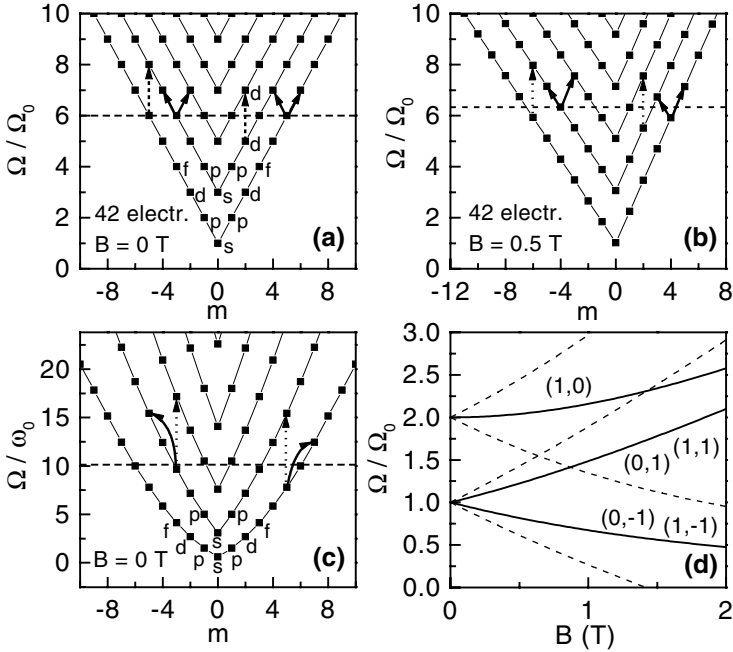 10
8
6
4
2
0
Ω / Ω0
d
d
f p p f
d s d
p p
s
42 electr.
B = 0 T
(a)
-8 -4 0 4 8
m
10
8
6
4
2
0
Ω / Ω0
42 electr.
B = 0.5 T
(b)
-12 -8 -4 0 4 8
m
20
15
10
5
0
Ω / ω0
p p
f s f
d d
p s p
B = 0 T
(c)
-8 -4 0 4 8
m
3.0
2.5
2.0
1.5
1.0
0.5
0.0
Ω / Ω0
(1,0)
(0,1) (1,1)
(0,-1) (1,-1)
(d)
0 1 2
B (T)